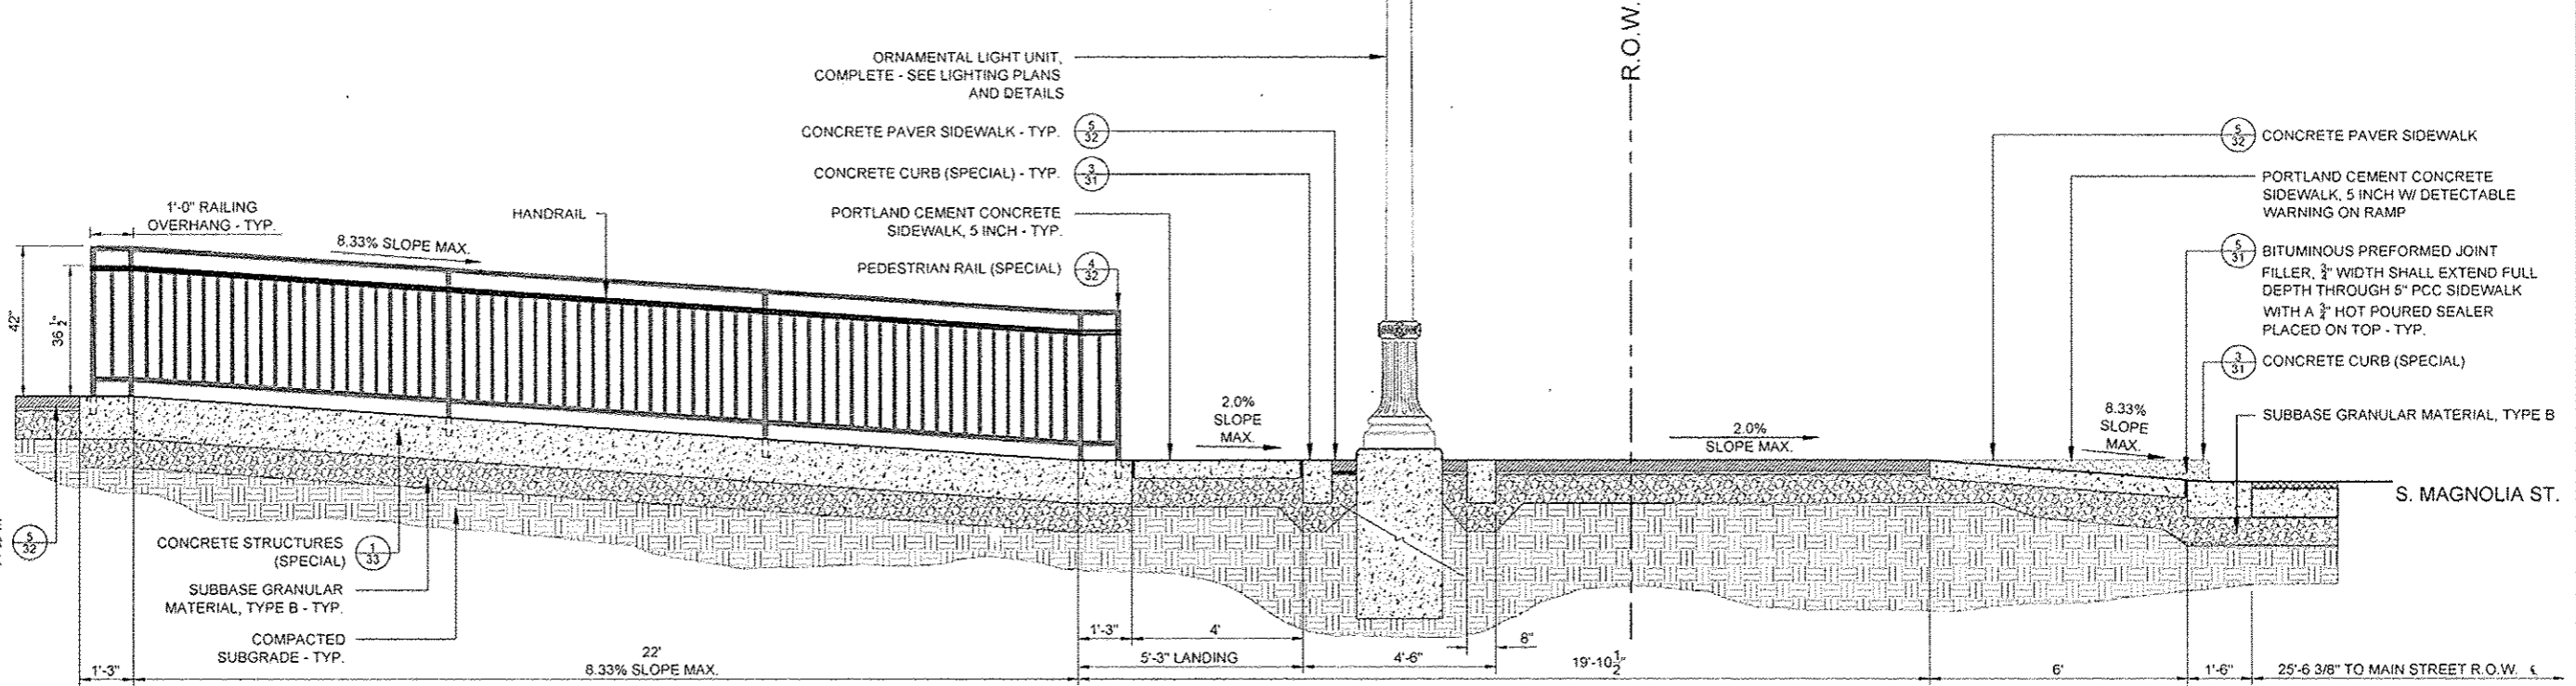 R.O.W.
ORNAMENTAL LIGHT UNIT,
COMPLETE - SEE LIGHTING PLANS
AND DETAILS
CONCRETE PAVER SIDEWALK - TYP.
5
32
CONCRETE CURB (SPECIAL) - TYP.
3
31
PORTLAND CEMENT CONCRETE
SIDEWALK, 5 INCH - TYP.
PEDESTRIAN RAIL (SPECIAL)
4
32
1'-0" RAILING
OVERHANG - TYP.
HANDRAIL
8.33% SLOPE MAX.
42"
36 1/2"
5
32
CONCRETE PAVER SIDEWALK
PORTLAND CEMENT CONCRETE
SIDEWALK, 5 INCH W/ DETECTABLE
WARNING ON RAMP
5
31
BITUMINOUS PREFORMED JOINT
FILLER, 3/4" WIDTH SHALL EXTEND FULL
DEPTH THROUGH 5" PCC SIDEWALK
WITH A 3/4" HOT POURED SEALER
PLACED ON TOP - TYP.
3
31
CONCRETE CURB (SPECIAL)
SUBBASE GRANULAR MATERIAL, TYPE B
2.0%
SLOPE
MAX.
2.0%
SLOPE MAX.
8.33%
SLOPE
MAX.
S. MAGNOLIA ST.
5
32
CONCRETE STRUCTURES
(SPECIAL)
1
33
SUBBASE GRANULAR
MATERIAL, TYPE B - TYP.
COMPACTED
SUBGRADE - TYP.
1'-3"
22'
8.33% SLOPE MAX.
1'-3"
4'
5'-3" LANDING
4'-6"
8"
19'-10 1/2"
6'
1'-6"
25'-6 3/8" TO MAIN STREET R.O.W. ℄